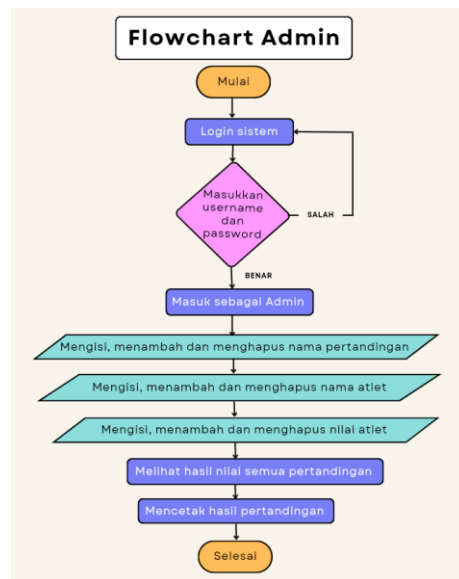 Flowchart Admin
Mulai
Login sistem
Masukkan
username
dan
password
SALAH
BENAR
Masuk sebagai Admin
Mengisi, menambah dan menghapus nama pertandingan
Mengisi, menambah dan menghapus nama atlet
Mengisi, menambah dan menghapus nilai atlet
Melihat hasil nilai semua pertandingan
Mencetak hasil pertandingan
Selesai